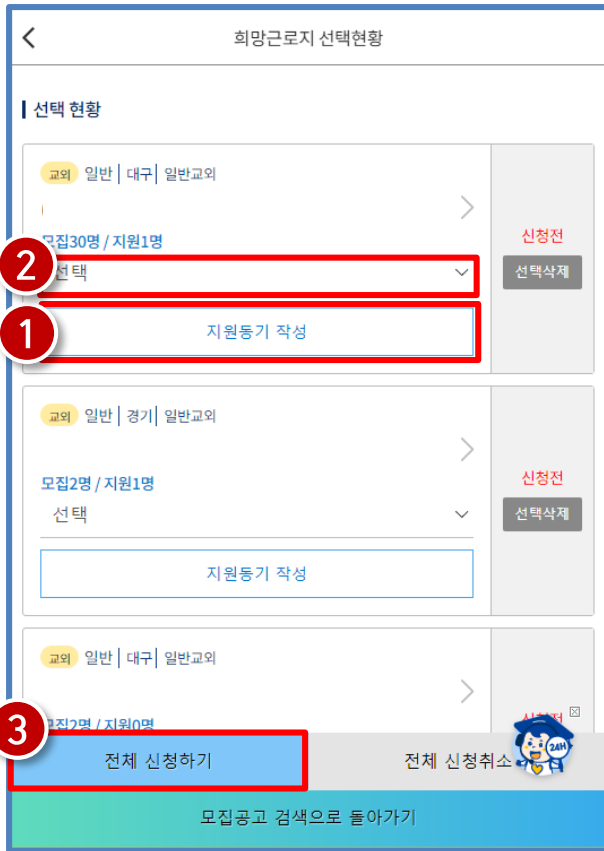 희망근로지 선택현황
선택 현황
교외 일반 | 대구 | 일반교외
모집30명 / 지원1명
신청전
2
선택
선택삭제
1
지원동기 작성
교외 일반 | 경기 | 일반교외
모집2명 / 지원1명
신청전
선택
선택삭제
지원동기 작성
교외 일반 | 대구 | 일반교외
모집2명 / 지원0명
신청전
3
24H
전체 신청하기
전체 신청취소
모집공고 검색으로 돌아가기